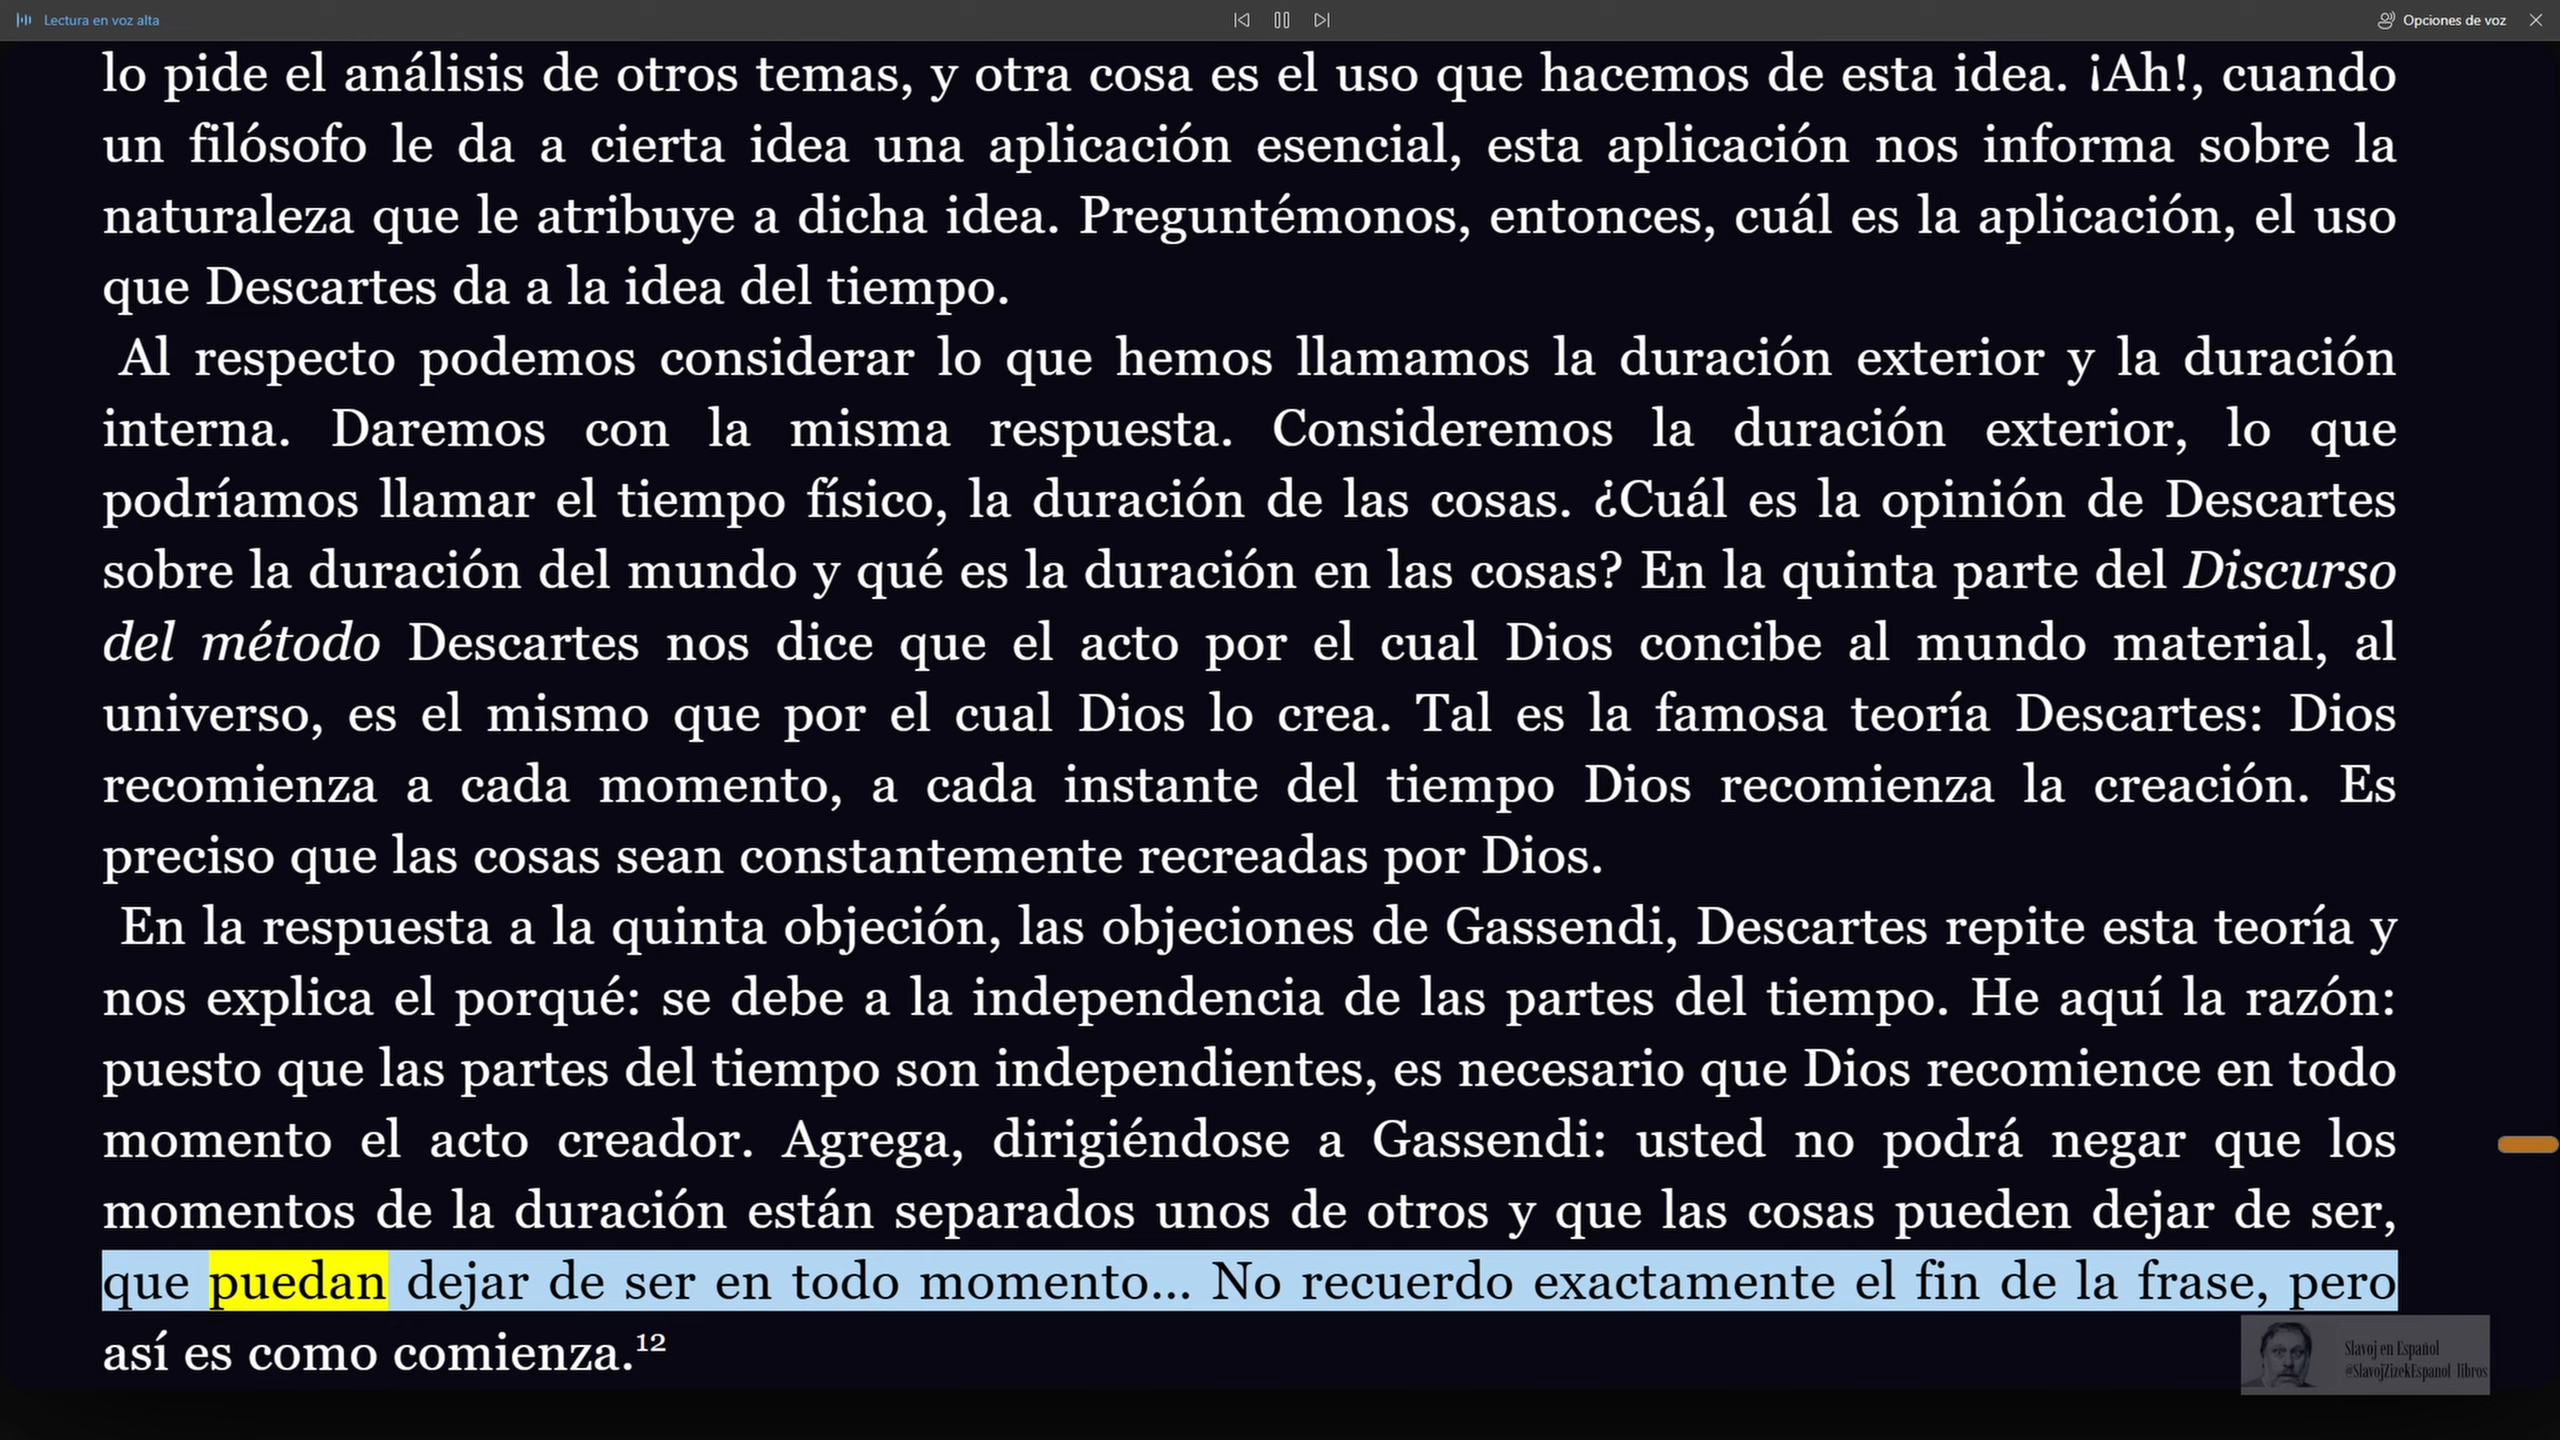 Lectura en voz alta
Opciones de voz
lo pide el análisis de otros temas, y otra cosa es el uso que hacemos de esta idea. ¡Ah!, cuando
un filósofo le da a cierta idea una aplicación esencial, esta aplicación nos informa sobre la
naturaleza que le atribuye a dicha idea. Preguntémonos, entonces, cuál es la aplicación, el uso
que Descartes da a la idea del tiempo.
Al respecto podemos considerar lo que hemos llamamos la duración exterior y la duración
interna. Daremos con la misma respuesta. Consideremos la duración exterior, lo que
podríamos llamar el tiempo físico, la duración de las cosas. ¿Cuál es la opinión de Descartes
sobre la duración del mundo y qué es la duración en las cosas? En la quinta parte del Discurso
del método Descartes nos dice que el acto por el cual Dios concibe al mundo material, al
universo, es el mismo que por el cual Dios lo crea. Tal es la famosa teoría Descartes: Dios
recomienza a cada momento, a cada instante del tiempo Dios recomienza la creación. Es
preciso que las cosas sean constantemente recreadas por Dios.
En la respuesta a la quinta objeción, las objeciones de Gassendi, Descartes repite esta teoría y
nos explica el porqué: se debe a la independencia de las partes del tiempo. He aquí la razón:
puesto que las partes del tiempo son independientes, es necesario que Dios recomience en todo
momento el acto creador. Agrega, dirigiéndose a Gassendi: usted no podrá negar que los
momentos de la duración están separados unos de otros y que las cosas pueden dejar de ser,
que puedan dejar de ser en todo momento... No recuerdo exactamente el fin de la frase, pero
así es como comienza.¹²
Slavoj en Español
@SlavojZizekEspanol_libros